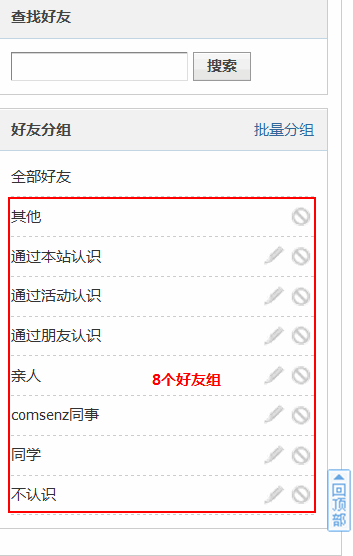 查找好友
搜索
好友分组 批量分组
全部好友
其他
通过本站认识
通过活动认识
通过朋友认识
亲人
8个好友组
comsenz同事
同学
不认识
回顶部